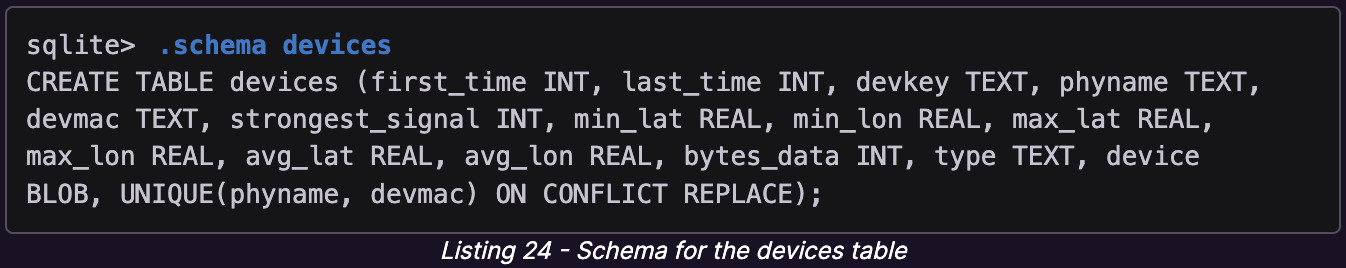 sqlite> .schema devices
CREATE TABLE devices (first_time INT, last_time INT, devkey TEXT, phyname TEXT,
devmac TEXT, strongest_signal INT, min_lat REAL, min_lon REAL, max_lat REAL,
max_lon REAL, avg_lat REAL, avg_lon REAL, bytes_data INT, type TEXT, device
BLOB, UNIQUE(phyname, devmac) ON CONFLICT REPLACE);
Listing 24 - Schema for the devices table